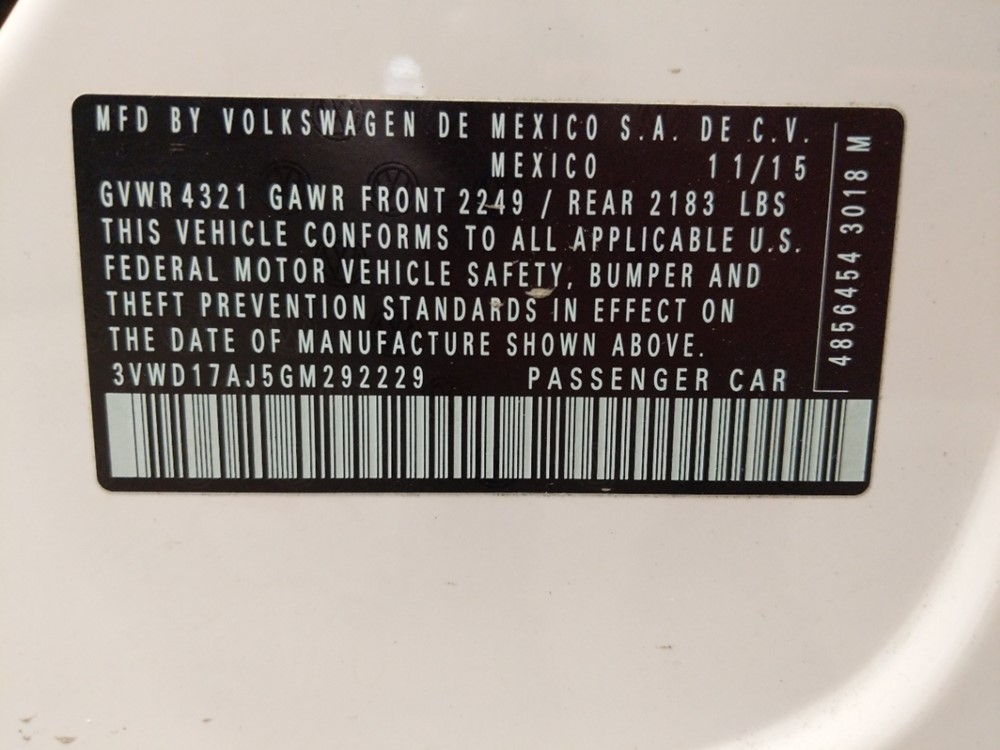 MFD BY VOLKSWAGEN DE MEXICO S.A. DE C.V.
MEXICO 11/15
GVWR 4321 GAWR FRONT 2249 / REAR 2183 LBS
THIS VEHICLE CONFORMS TO ALL APPLICABLE U.S.
FEDERAL MOTOR VEHICLE SAFETY, BUMPER AND
THEFT PREVENTION STANDARDS IN EFFECT ON
THE DATE OF MANUFACTURE SHOWN ABOVE.
3VWD17AJ5GM292229 PASSENGER CAR
4856454 3018 M